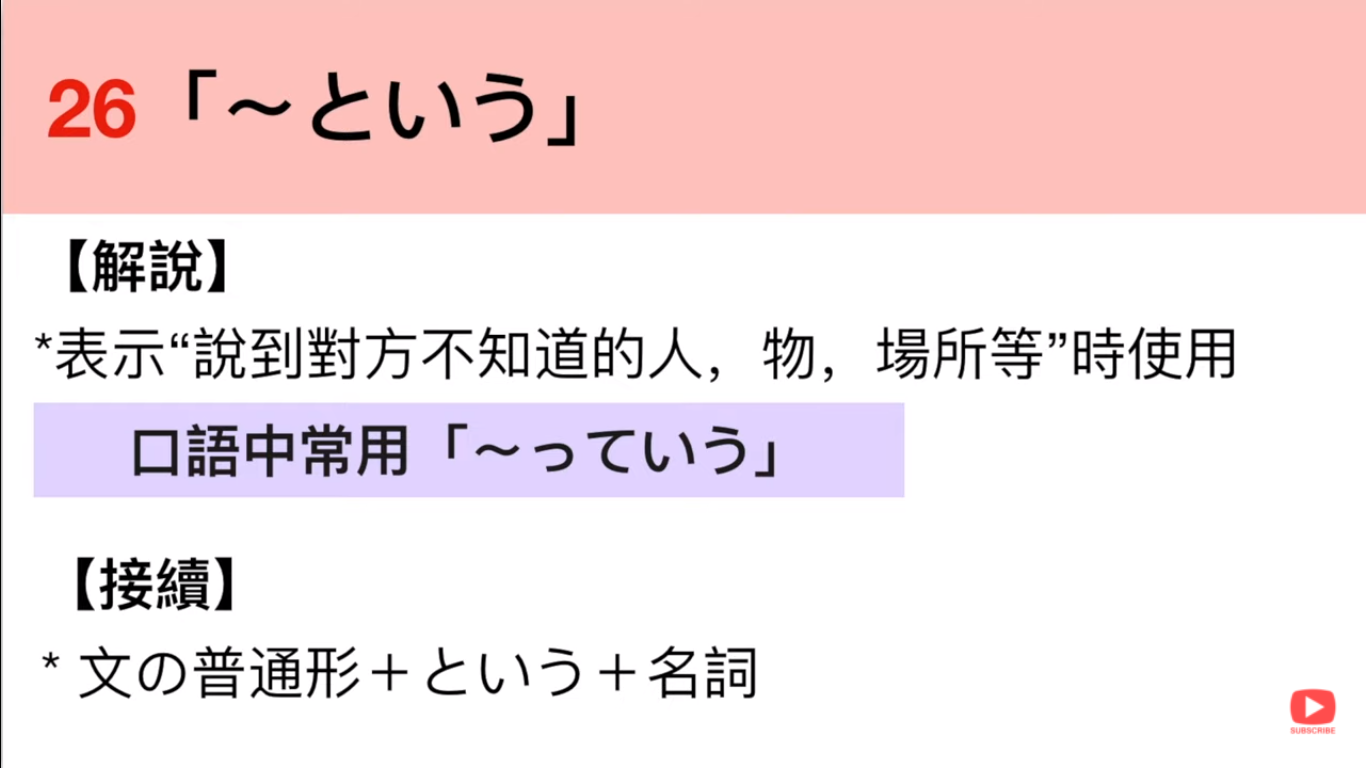 26「～という」
【解說】
*表示“說到對方不知道的人，物，場所等”時使用
口語中常用「～っていう」
【接續】
* 文の普通形＋という＋名詞
SUBSCRIBE